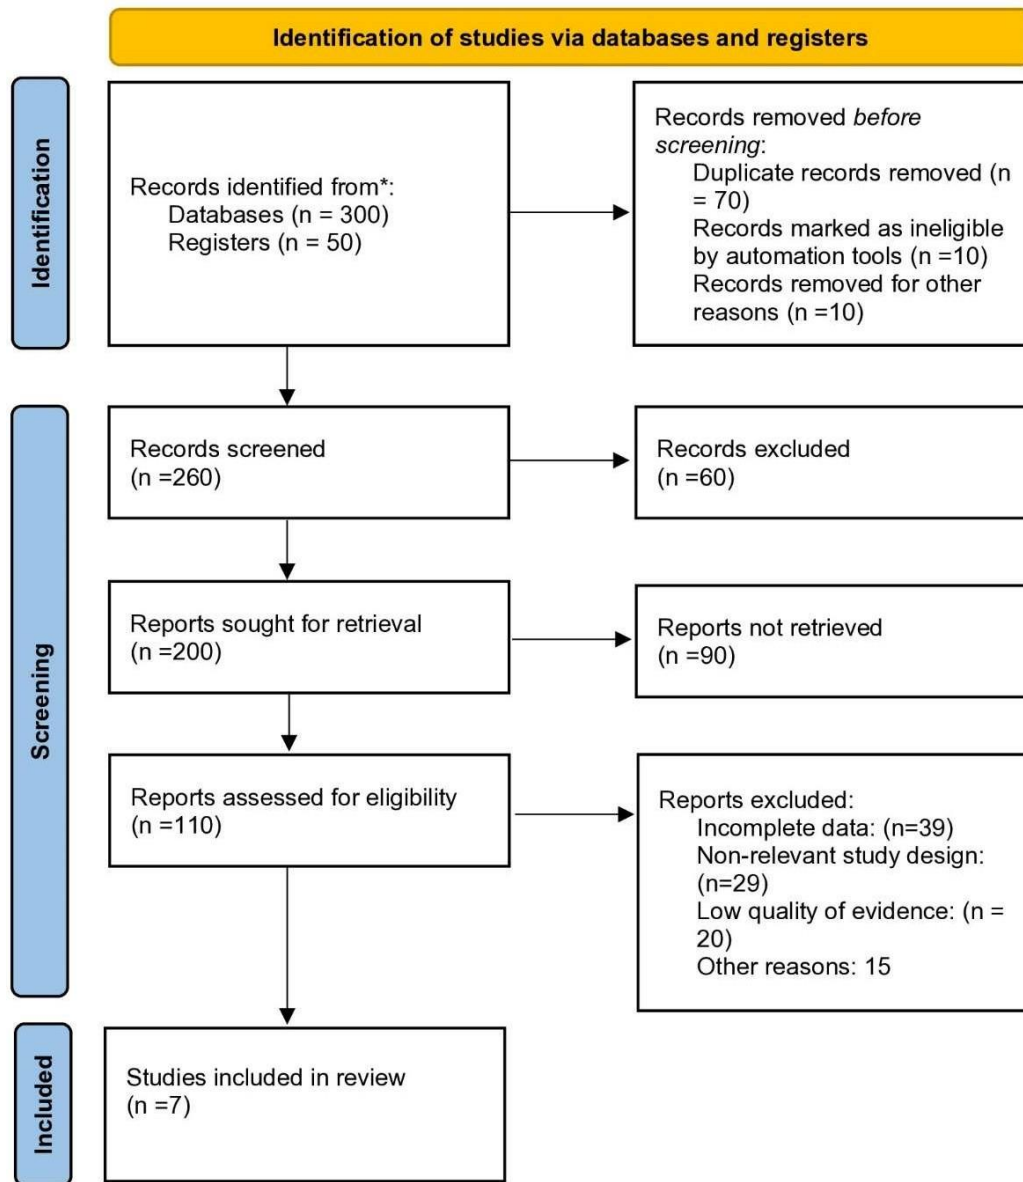 Identification of studies via databases and registers
Identification
Records identified from*:
Databases (n = 300)
Registers (n = 50)
Records removed before
screening:
Duplicate records removed (n
= 70)
Records marked as ineligible
by automation tools (n =10)
Records removed for other
reasons (n =10)
Screening
Records screened
(n =260)
Records excluded
(n =60)
Reports sought for retrieval
(n =200)
Reports not retrieved
(n =90)
Reports assessed for eligibility
(n =110)
Reports excluded:
Incomplete data: (n=39)
Non-relevant study design:
(n=29)
Low quality of evidence: (n =
20)
Other reasons: 15
Included
Studies included in review
(n =7)